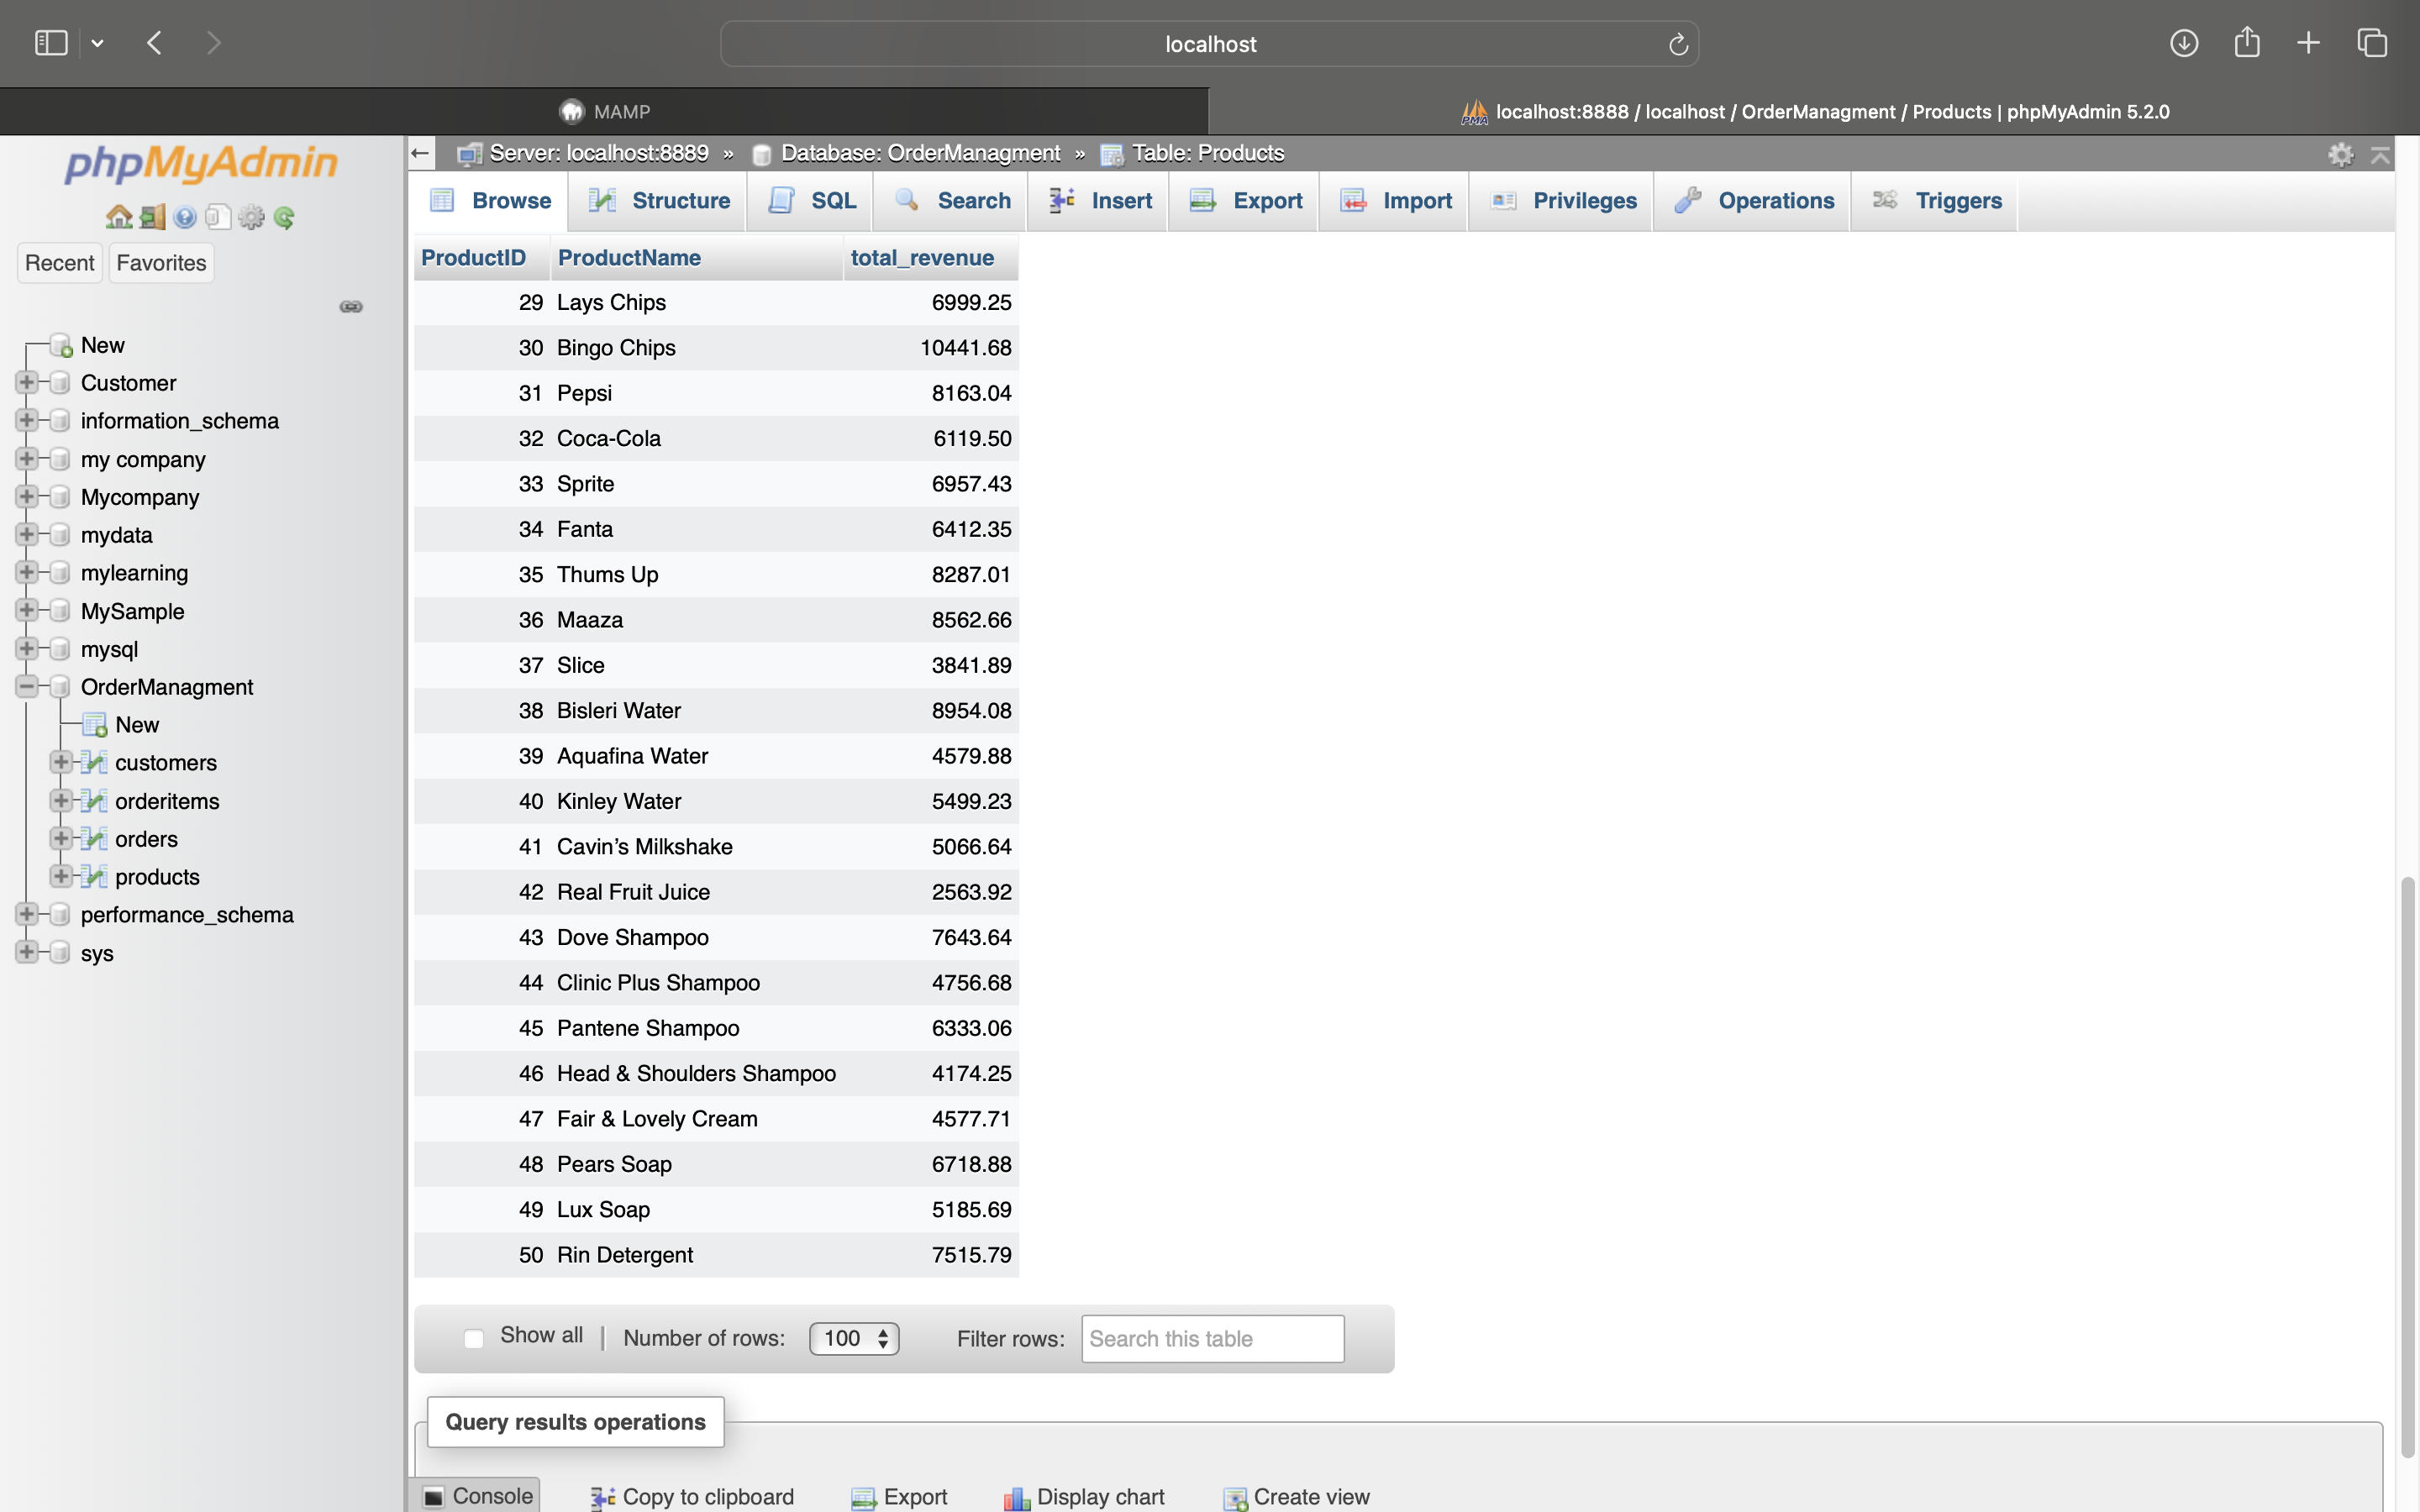 localhost
MAMP
localhost:8888 / localhost / OrderManagment / Products | phpMyAdmin 5.2.0
phpMyAdmin
Recent Favorites
New
Customer
information_schema
my company
Mycompany
mydata
mylearning
MySample
mysql
OrderManagment
New
customers
orderitems
orders
products
performance_schema
sys
Server: localhost:8889 » Database: OrderManagment » Table: Products
Browse Structure SQL Search Insert Export Import Privileges Operations Triggers
ProductID ProductName total_revenue
29 Lays Chips 6999.25
30 Bingo Chips 10441.68
31 Pepsi 8163.04
32 Coca-Cola 6119.50
33 Sprite 6957.43
34 Fanta 6412.35
35 Thums Up 8287.01
36 Maaza 8562.66
37 Slice 3841.89
38 Bisleri Water 8954.08
39 Aquafina Water 4579.88
40 Kinley Water 5499.23
41 Cavin’s Milkshake 5066.64
42 Real Fruit Juice 2563.92
43 Dove Shampoo 7643.64
44 Clinic Plus Shampoo 4756.68
45 Pantene Shampoo 6333.06
46 Head & Shoulders Shampoo 4174.25
47 Fair & Lovely Cream 4577.71
48 Pears Soap 6718.88
49 Lux Soap 5185.69
50 Rin Detergent 7515.79
Show all | Number of rows: 100 Filter rows: Search this table
Query results operations
Console Copy to clipboard Export Display chart Create view